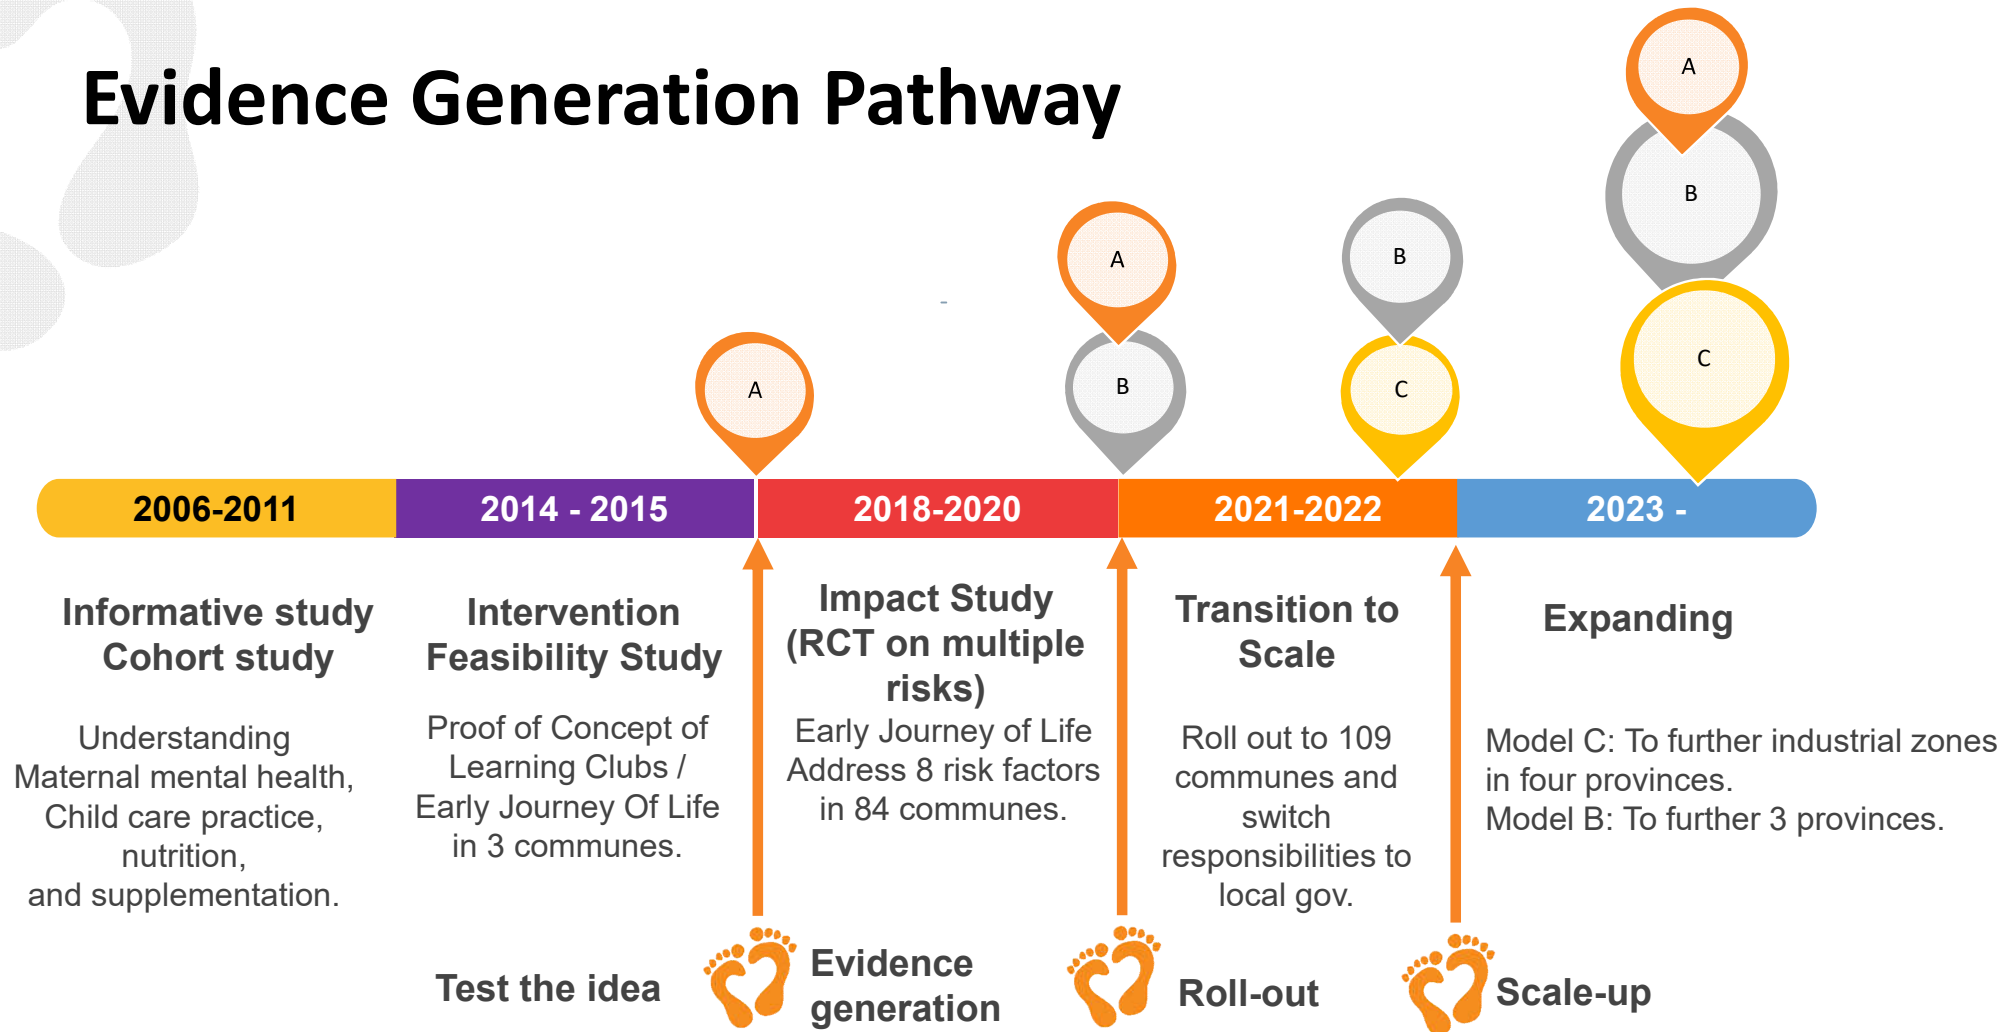 Evidence Generation Pathway
A
B
C
A
B
B
C
A
-
2006-2011
2014 - 2015
2018-2020
2021-2022
2023 -
Informative study
Cohort study
Understanding
Maternal mental health,
Child care practice,
nutrition,
and supplementation.
Intervention
Feasibility Study
Proof of Concept of
Learning Clubs /
Early Journey Of Life
in 3 communes.
Impact Study
(RCT on multiple
risks)
Early Journey of Life
Address 8 risk factors
in 84 communes.
Transition to
Scale
Roll out to 109
communes and
switch
responsibilities to
local gov.
Expanding
Model C: To further industrial zones
in four provinces.
Model B: To further 3 provinces.
Test the idea
Evidence
generation
Roll-out
Scale-up